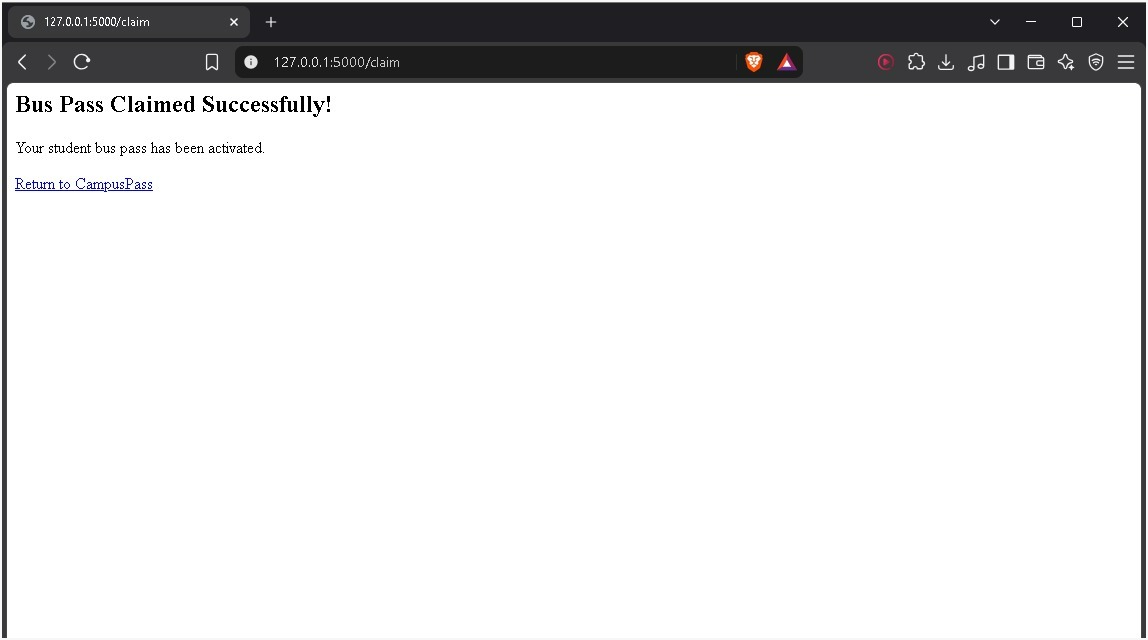 127.0.0.1:5000/claim
127.0.0.1:5000/claim
Bus Pass Claimed Successfully!
Your student bus pass has been activated.
Return to CampusPass